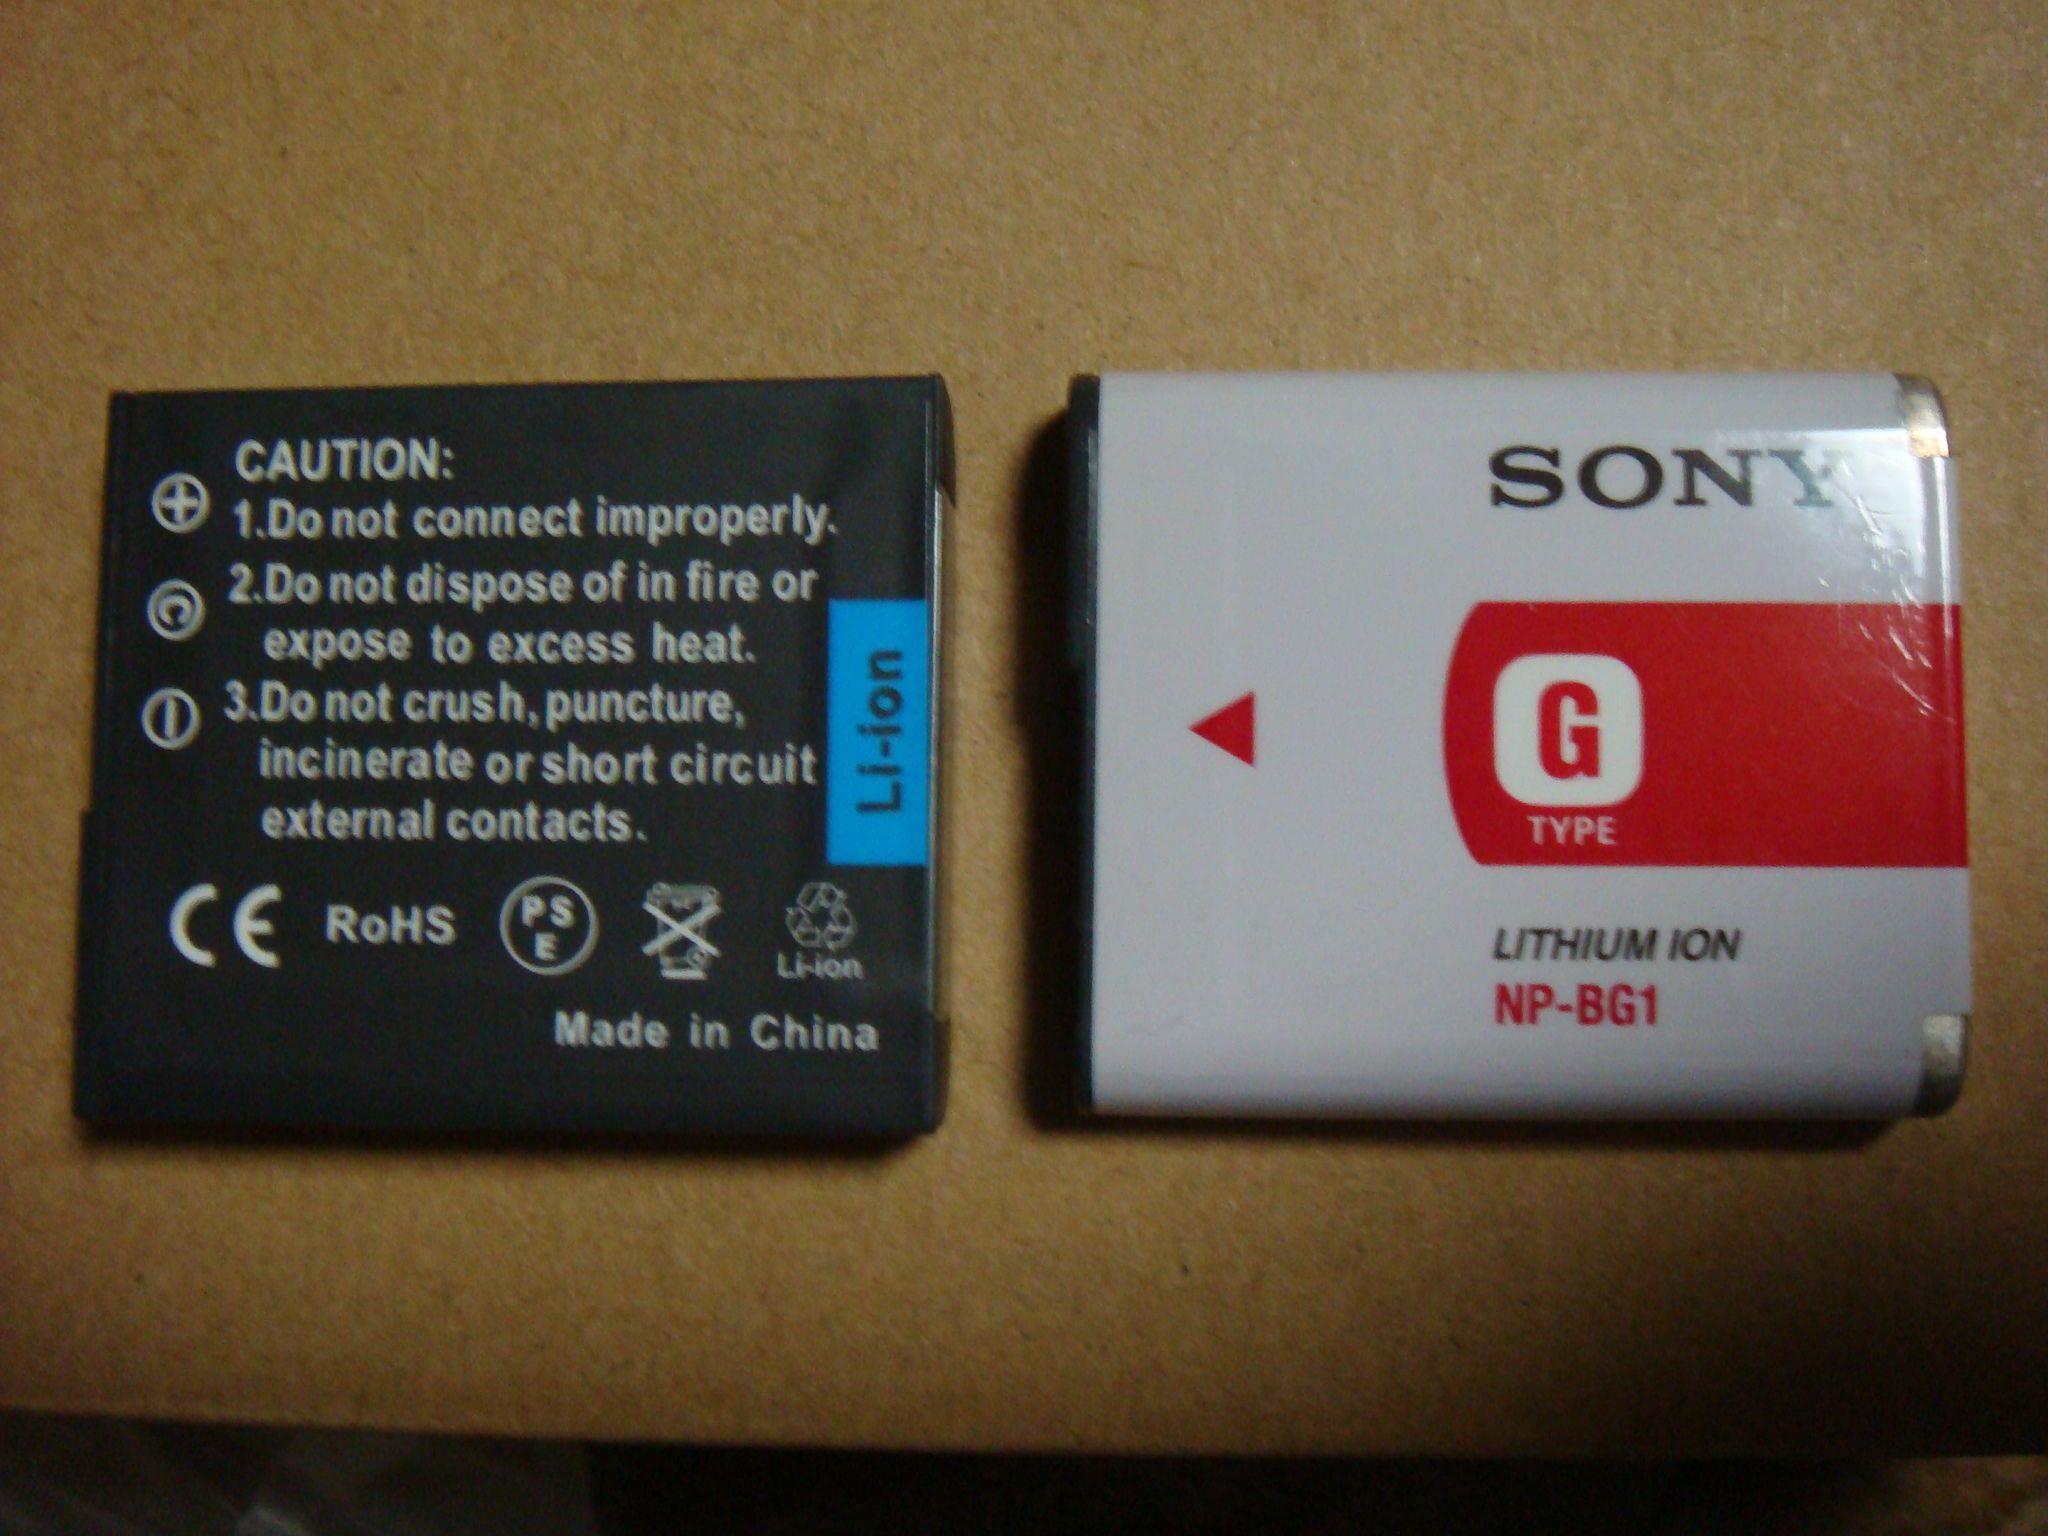 CAUTION:
1.Do not connect improperly.
2.Do not dispose of in fire or
expose to excess heat.
3.Do not crush, puncture,
incinerate or short circuit
external contacts.
+
C
-
Li-ion
CE RoHS PS
E
Li-ion
Made in China
SONY
G
TYPE
LITHIUM ION
NP-BG1